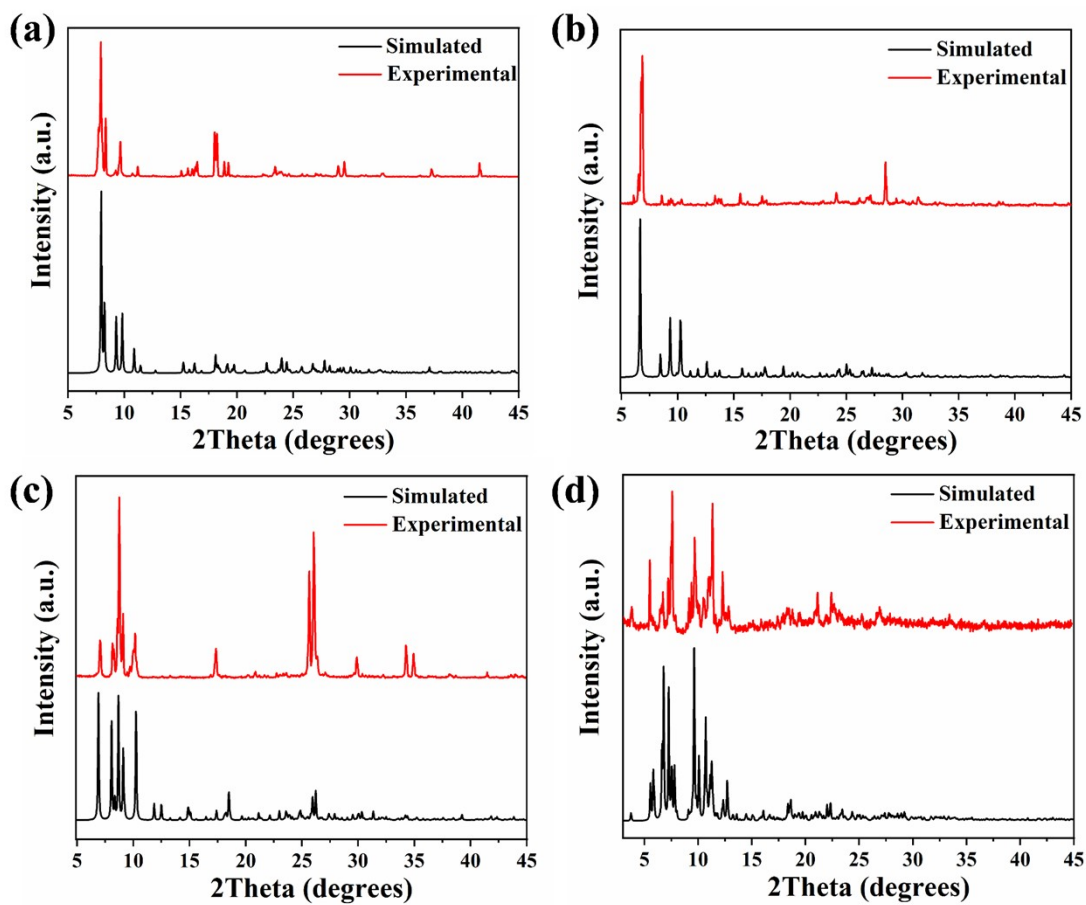 (a)
Simulated
Experimental
Intensity (a.u.)
5 10 15 20 25 30 35 40 45
2Theta (degrees)
(b)
Simulated
Experimental
Intensity (a.u.)
5 10 15 20 25 30 35 40 45
2Theta (degrees)
(c)
Simulated
Experimental
Intensity (a.u.)
5 10 15 20 25 30 35 40 45
2Theta (degrees)
(d)
Simulated
Experimental
Intensity (a.u.)
5 10 15 20 25 30 35 40 45
2Theta (degrees)